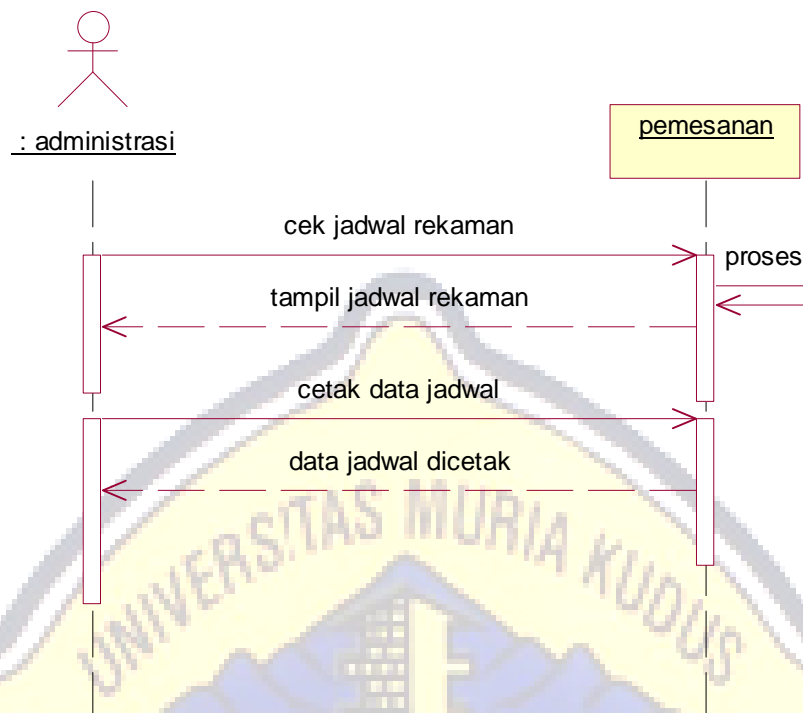 : administrasi
pemesanan
cek jadwal rekaman
proses
tampil jadwal rekaman
cetak data jadwal
data jadwal dicetak
UNIVERSITAS MURIA KUDUS